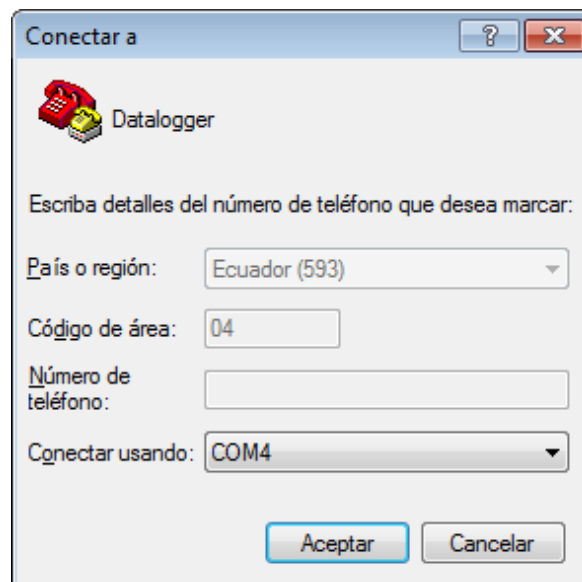 Conectar a
Datalogger
Escriba detalles del número de teléfono que desea marcar:
País o región: Ecuador (593)
Código de área: 04
Número de
teléfono:
Conectar usando: COM4
Aceptar Cancelar